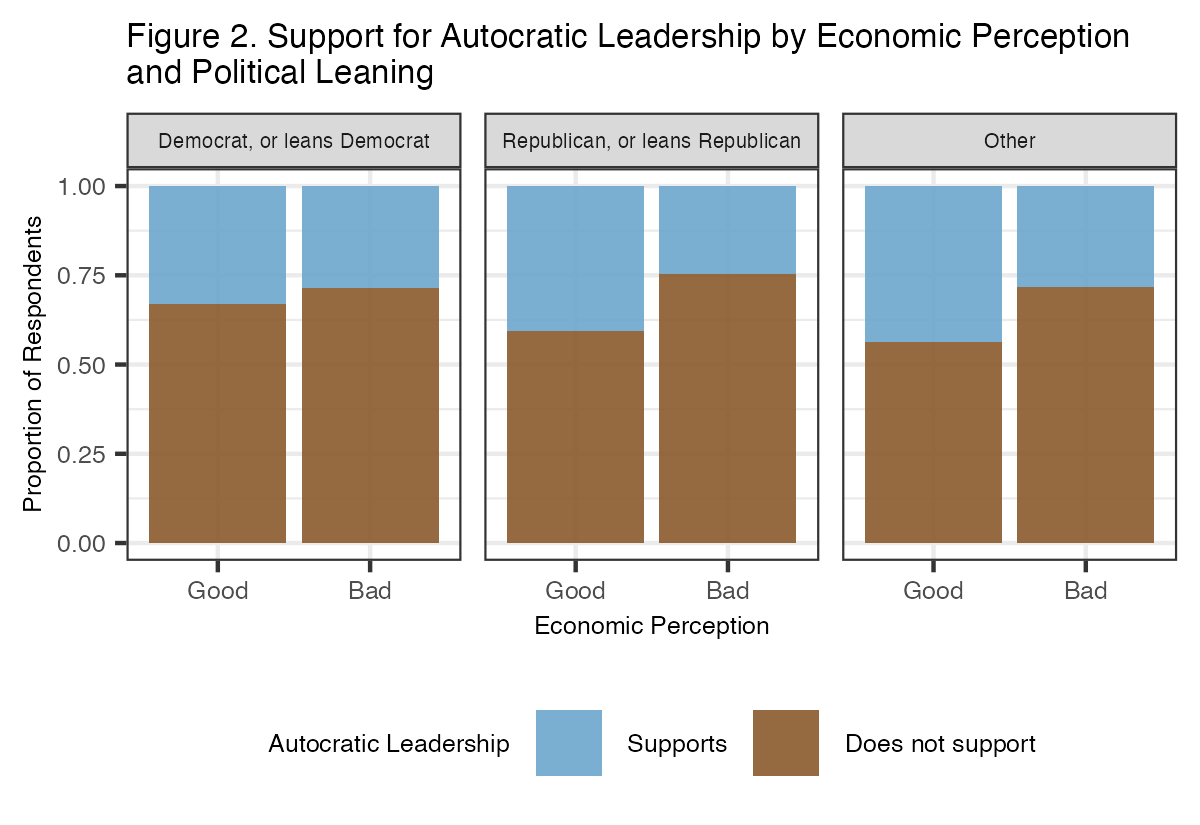 Figure 2. Support for Autocratic Leadership by Economic Perception
and Political Leaning
Democrat, or leans Democrat
Republican, or leans Republican
Other
1.00
0.75
0.50
0.25
0.00
Proportion of Respondents
Good
Bad
Good
Bad
Good
Bad
Economic Perception
Autocratic Leadership
Supports
Does not support